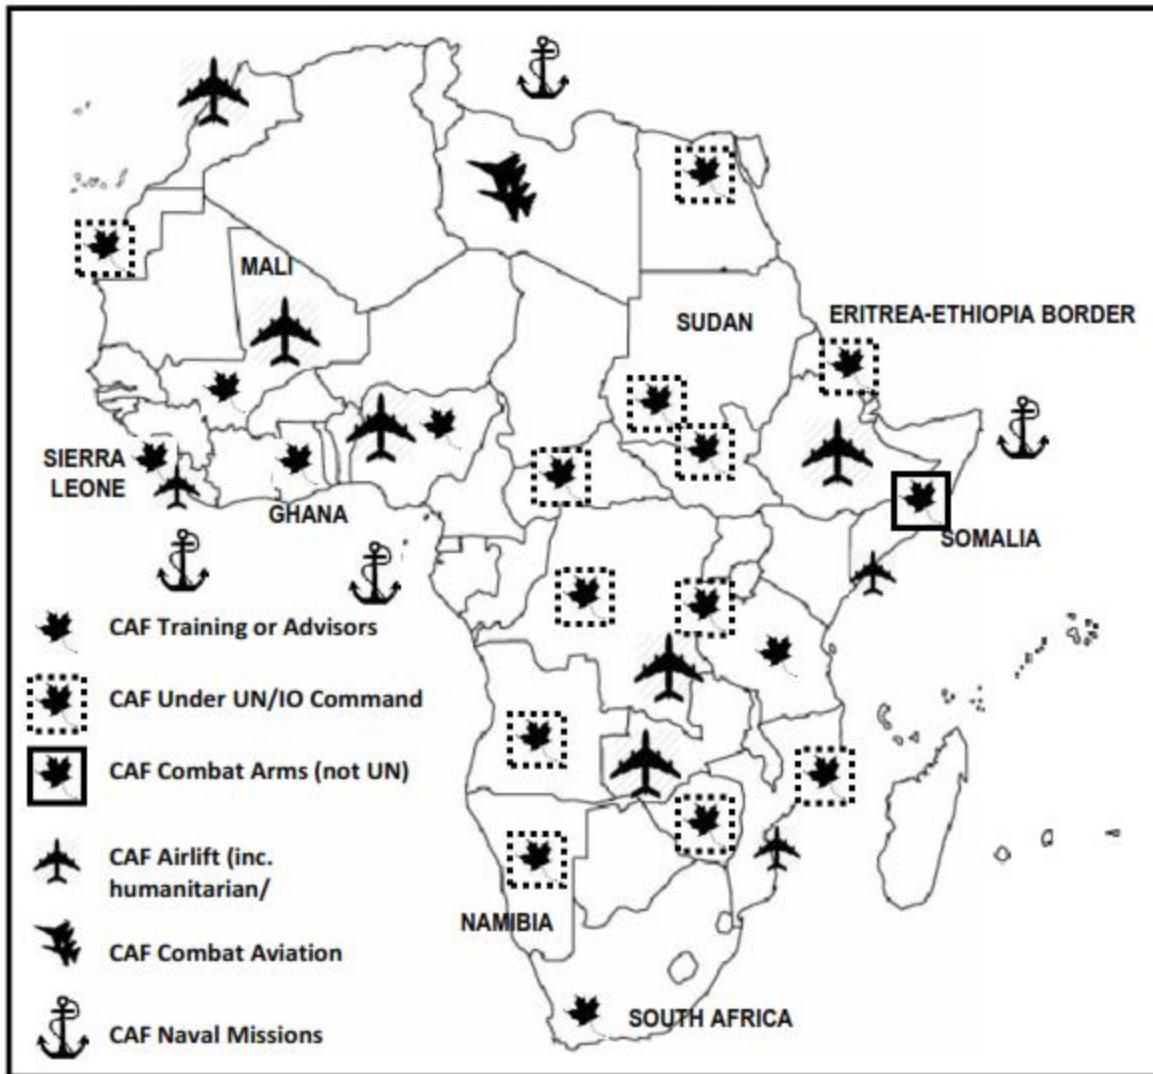 MALI
SUDAN
ERITREA-ETHIOPIA BORDER
SIERRA
LEONE
GHANA
SOMALIA
CAF Training or Advisors
CAF Under UN/IO Command
CAF Combat Arms (not UN)
CAF Airlift (inc.
humanitarian/
NAMIBIA
CAF Combat Aviation
SOUTH AFRICA
CAF Naval Missions